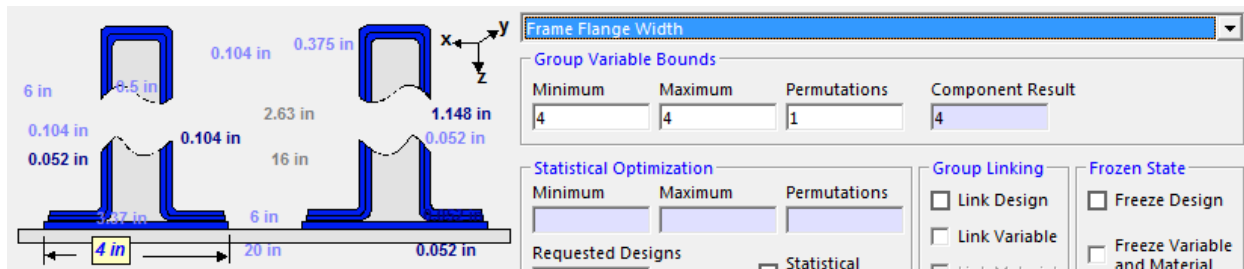 Frame Flange Width
x
y
z
0.104 in
0.375 in
6 in
0.5 in
2.63 in
1.148 in
0.104 in
0.104 in
0.052 in
0.052 in
16 in
3.37 in
6 in
4 in
20 in
0.052 in
Group Variable Bounds
Minimum Maximum Permutations Component Result
4 4 1 4
Statistical Optimization
Minimum Maximum Permutations
Requested Designs
Statistical
Group Linking
Link Design
Link Variable
Frozen State
Freeze Design
Freeze Variable
and Material